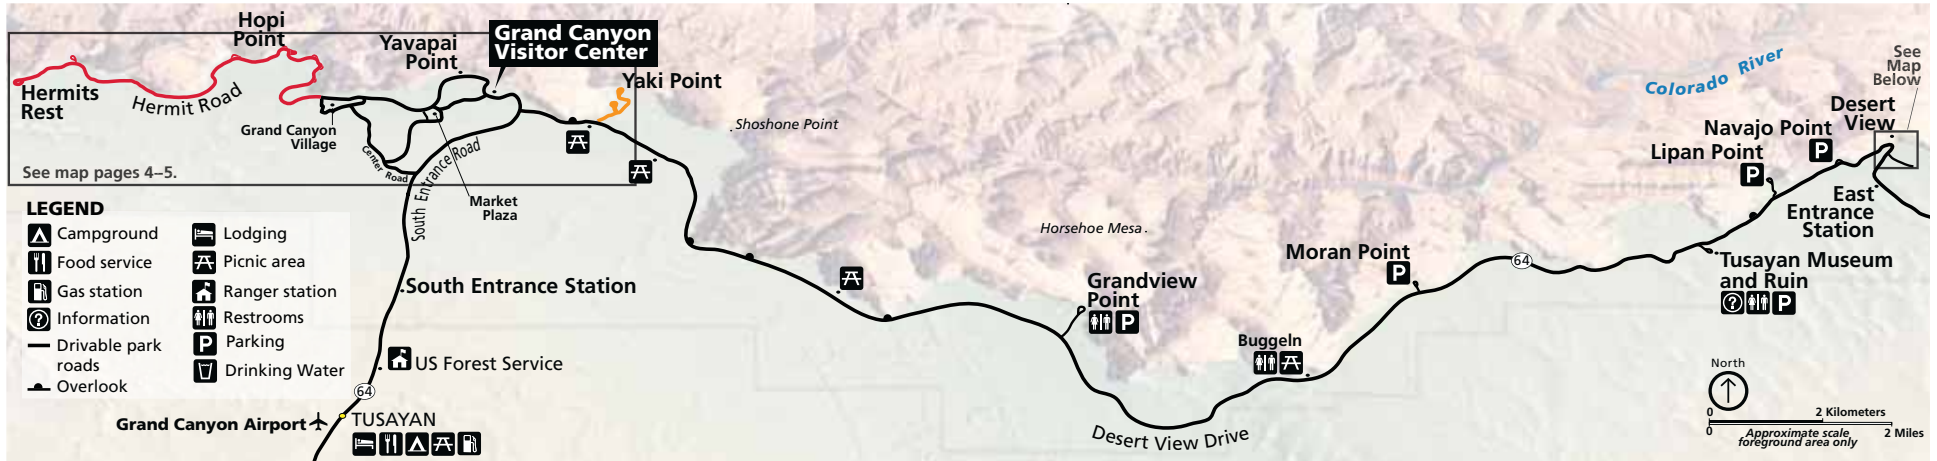 Hopi
Point
Yavapai
Point
Grand Canyon
Visitor Center
Yaki Point
Hermits
Rest
Hermit Road
Grand Canyon
Village
Center Road
South Entrance Road
Market
Plaza
See map pages 4–5.
Shoshone Point
Colorado River
See
Map
Below
Desert
View
Navajo Point
P
Lipan Point
P
East
Entrance
Station
Horsehoe Mesa
Moran Point
P
64
Tusayan Museum
and Ruin
?
P
Grandview
Point
P
Buggeln
Desert View Drive
South Entrance Station
US Forest Service
64
Grand Canyon Airport
TUSAYAN
LEGEND
Campground
Food service
Gas station
? Information
Drivable park
roads
Overlook
Lodging
Picnic area
Ranger station
Restrooms
P Parking
Drinking Water
North
0 2 Kilometers
0 2 Miles
Approximate scale
foreground area only